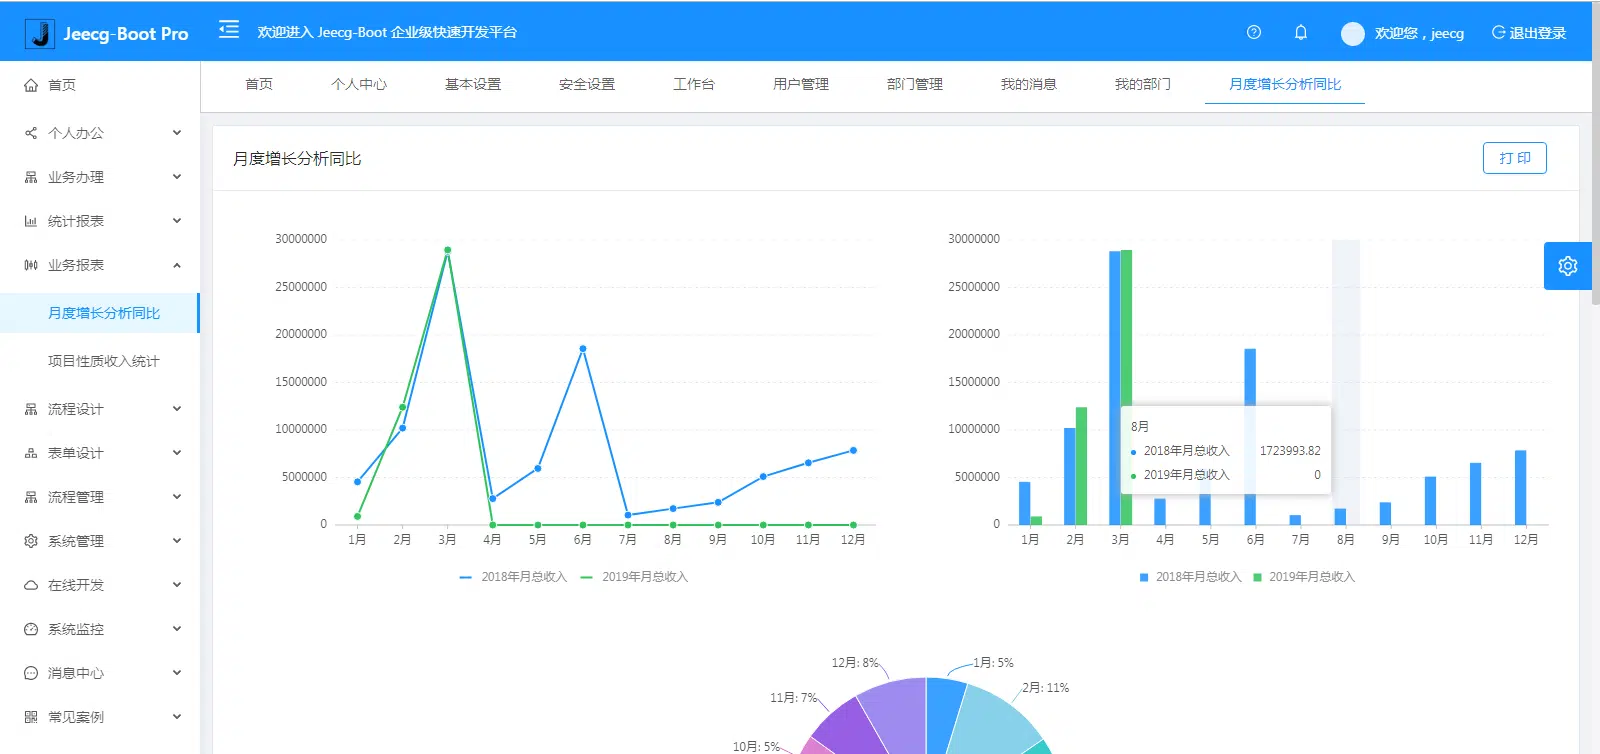 Jeecg-Boot Pro
欢迎进入 Jeecg-Boot 企业级快速开发平台
欢迎您，jeecg
退出登录
首页
个人办公
业务办理
统计报表
业务报表
月度增长分析同比
项目性质收入统计
流程设计
表单设计
流程管理
系统管理
在线开发
系统监控
消息中心
常见案例
首页 个人中心 基本设置 安全设置 工作台 用户管理 部门管理 我的消息 我的部门 月度增长分析同比
月度增长分析同比
打 印
30000000
25000000
20000000
15000000
10000000
5000000
0
1月 2月 3月 4月 5月 6月 7月 8月 9月 10月 11月 12月
2018年月总收入 2019年月总收入
30000000
25000000
20000000
15000000
10000000
5000000
0
8月
2018年月总收入 1723993.82
2019年月总收入 0
1月 2月 3月 4月 5月 6月 7月 8月 9月 10月 11月 12月
2018年月总收入 2019年月总收入
12月: 8%
1月: 5%
11月: 7%
2月: 11%
10月: 5%